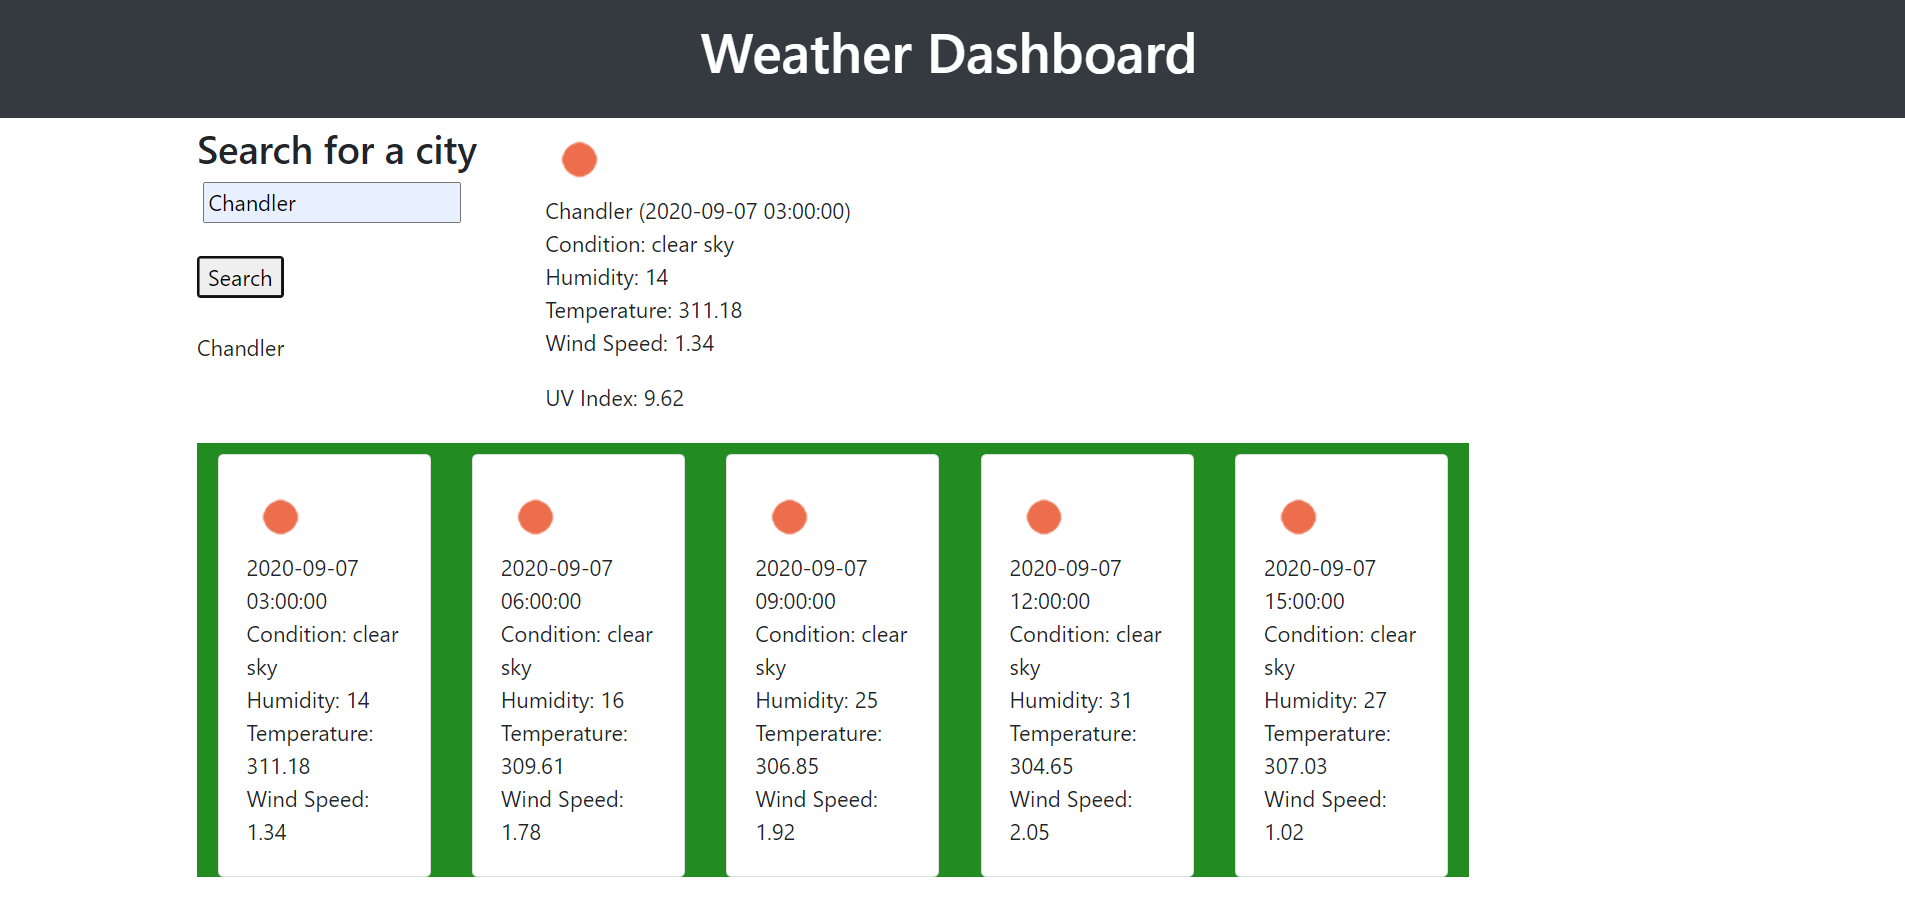 Weather Dashboard
Search for a city
Chandler
Search
Chandler
Chandler (2020-09-07 03:00:00)
Condition: clear sky
Humidity: 14
Temperature: 311.18
Wind Speed: 1.34
UV Index: 9.62
2020-09-07
03:00:00
Condition: clear
sky
Humidity: 14
Temperature:
311.18
Wind Speed:
1.34
2020-09-07
06:00:00
Condition: clear
sky
Humidity: 16
Temperature:
309.61
Wind Speed:
1.78
2020-09-07
09:00:00
Condition: clear
sky
Humidity: 25
Temperature:
306.85
Wind Speed:
1.92
2020-09-07
12:00:00
Condition: clear
sky
Humidity: 31
Temperature:
304.65
Wind Speed:
2.05
2020-09-07
15:00:00
Condition: clear
sky
Humidity: 27
Temperature:
307.03
Wind Speed:
1.02